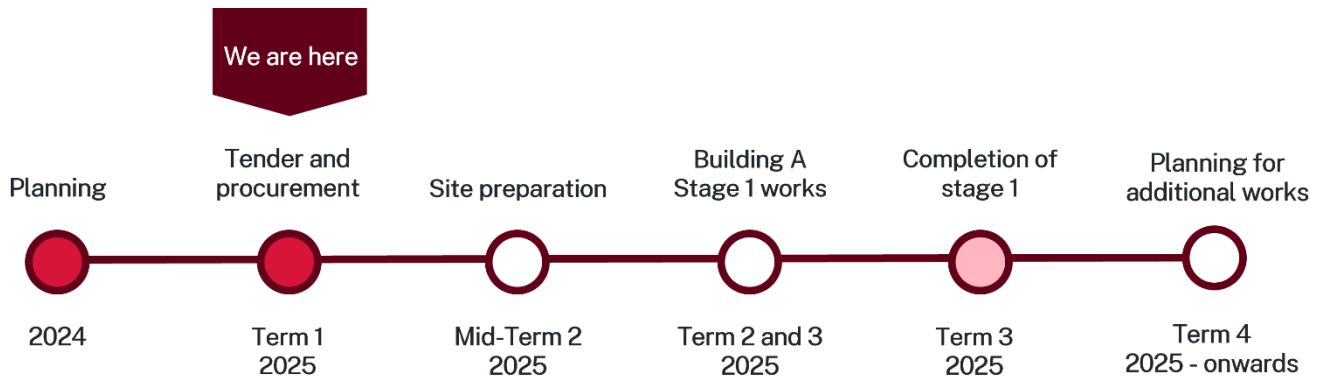 We are here
Planning
Tender and
procurement
Site preparation
Building A
Stage 1 works
Completion of
stage 1
Planning for
additional works
2024
Term 1
2025
Mid-Term 2
2025
Term 2 and 3
2025
Term 3
2025
Term 4
2025 - onwards